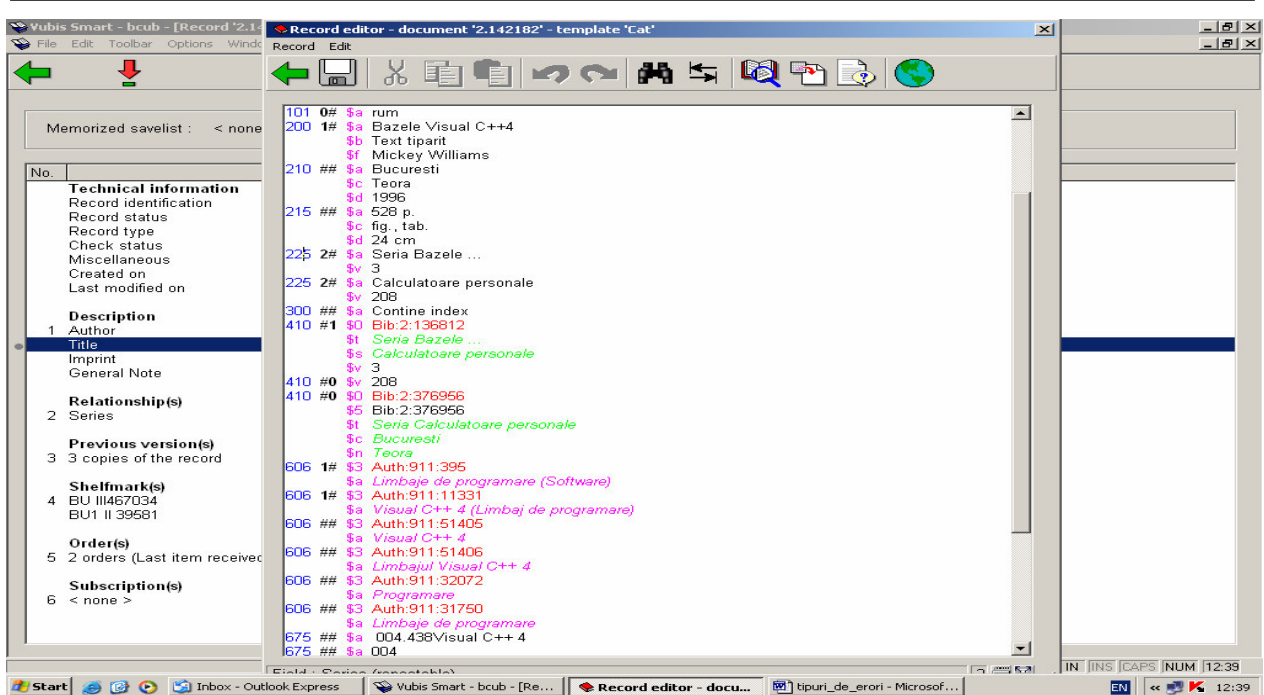 Vubis Smart - bcub - [Record '2.14
File Edit Toolbar Options Windo
Memorized savelist : < none
No.
Technical information
Record identification
Record status
Record type
Check status
Miscellaneous
Created on
Last modified on
Description
1 Author
Title
Imprint
General Note
Relationship(s)
2 Series
Previous version(s)
3 3 copies of the record
Shelfmark(s)
4 BU III467034
BU1 II 39581
Order(s)
5 2 orders (Last item received
Subscription(s)
6 < none >
Record editor - document '2.142182' - template 'Cat'
Record Edit
101 0# $a rum
200 1# $a Bazele Visual C++4
$b Text tiparit
$f Mickey Williams
210 ## $a Bucuresti
$c Teora
$d 1996
215 ## $a 528 p.
$c fig., tab.
$d 24 cm
225 2# $a Seria Bazele ...
$v 3
225 2# $a Calculatoare personale
$v 208
300 ## $a Contine index
410 #1 $0 Bib:2:136812
$t Seria Bazele ...
$s Calculatoare personale
$v 3
410 #0 $v 208
410 #0 $0 Bib:2:376956
$5 Bib:2:376956
$t Seria Calculatoare personale
$c Bucuresti
$n Teora
606 1# $3 Auth:911:395
$a Limbaje de programare (Software)
606 1# $3 Auth:911:11331
$a Visual C++ 4 (Limbaj de programare)
606 ## $3 Auth:911:51405
$a Visual C++ 4
606 ## $3 Auth:911:51406
$a Limbajul Visual C++ 4
606 ## $3 Auth:911:32072
$a Programare
606 ## $3 Auth:911:31750
$a Limbaje de programare
675 ## $a 004.438Visual C++ 4
675 ## $a 004
Field : Series (repeatable)
IN INS CAPS NUM 12:39
Start Inbox - Outlook Express Vubis Smart - bcub - [Re... Record editor - docu... tipuri_de_erori - Microsof... EN « 12:39